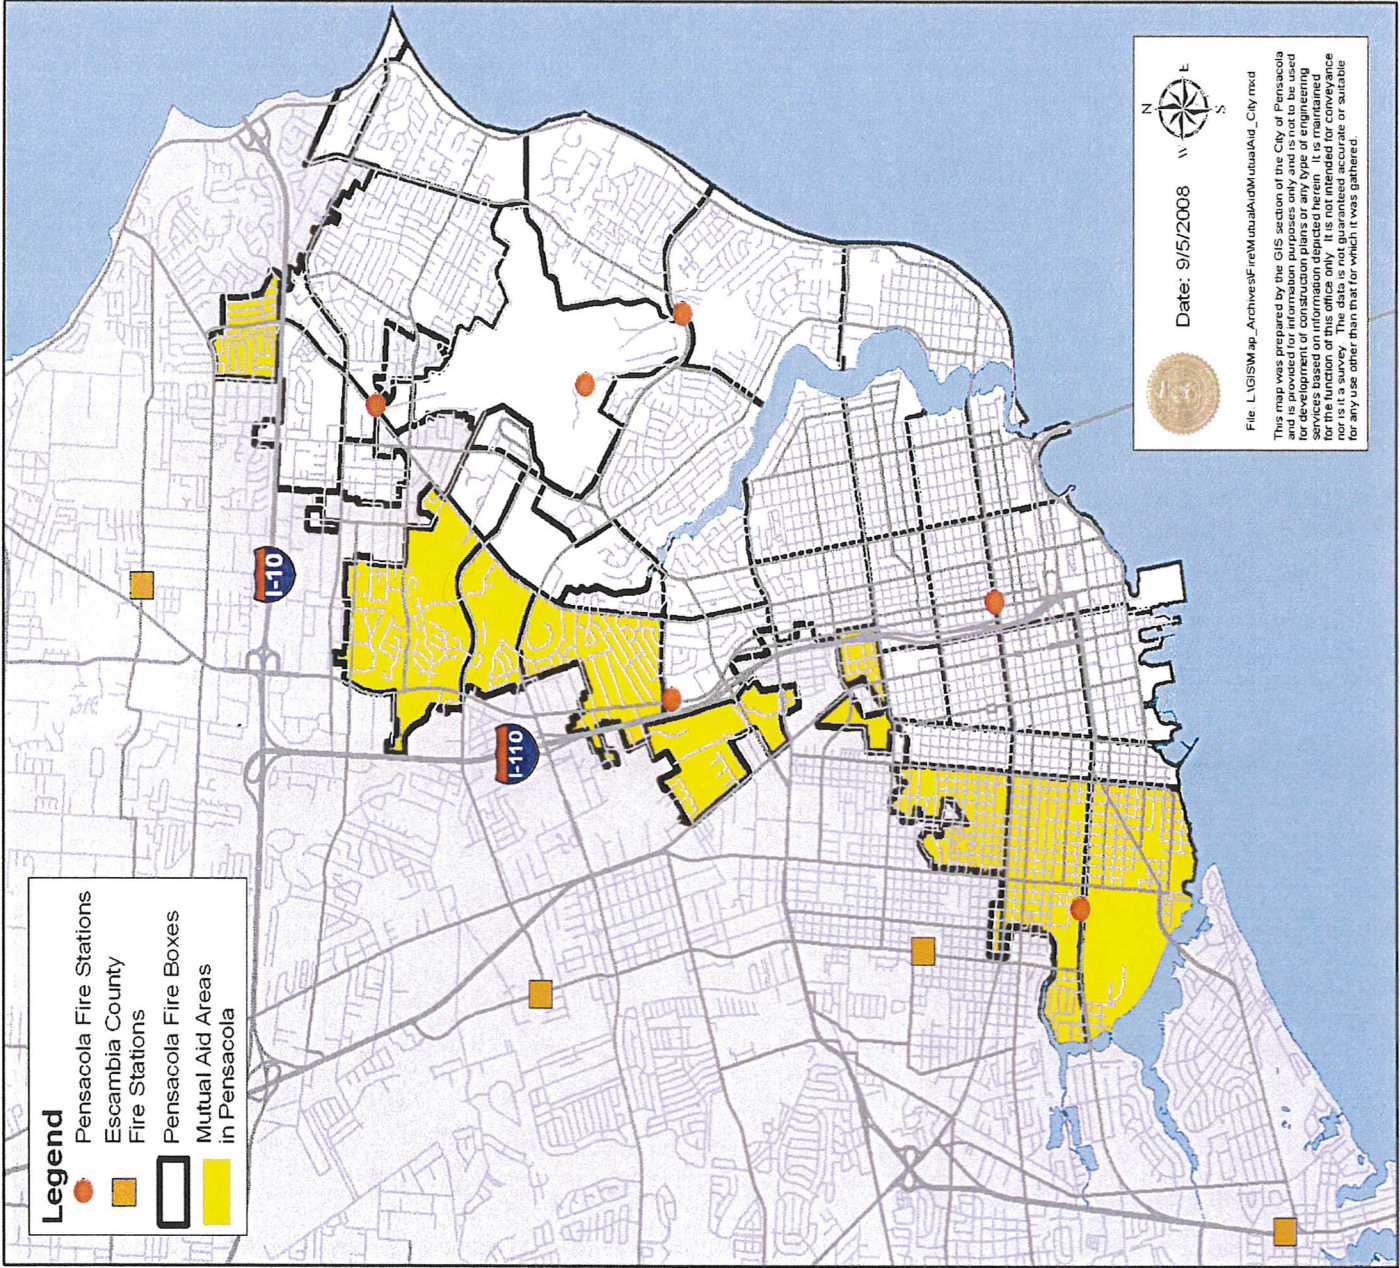 Legend
Pensacola Fire Stations
Escambia County
Fire Stations
Pensacola Fire Boxes
Mutual Aid Areas
in Pensacola
I-10
I-110
N
W E
S
Date: 9/5/2008
File: L:\GIS\Map_Archives\Fire\MutualAid\MutualAid_City.mxd
This map was prepared by the GIS section of the City of Pensacola
and is provided for information purposes only and is not to be used
for development of construction plans or any type of engineering
services based on information depicted herein. It is maintained
for the function of this office only. It is not intended for conveyance
nor is it a survey. The data is not guaranteed accurate or suitable
for any use other than that for which it was gathered.